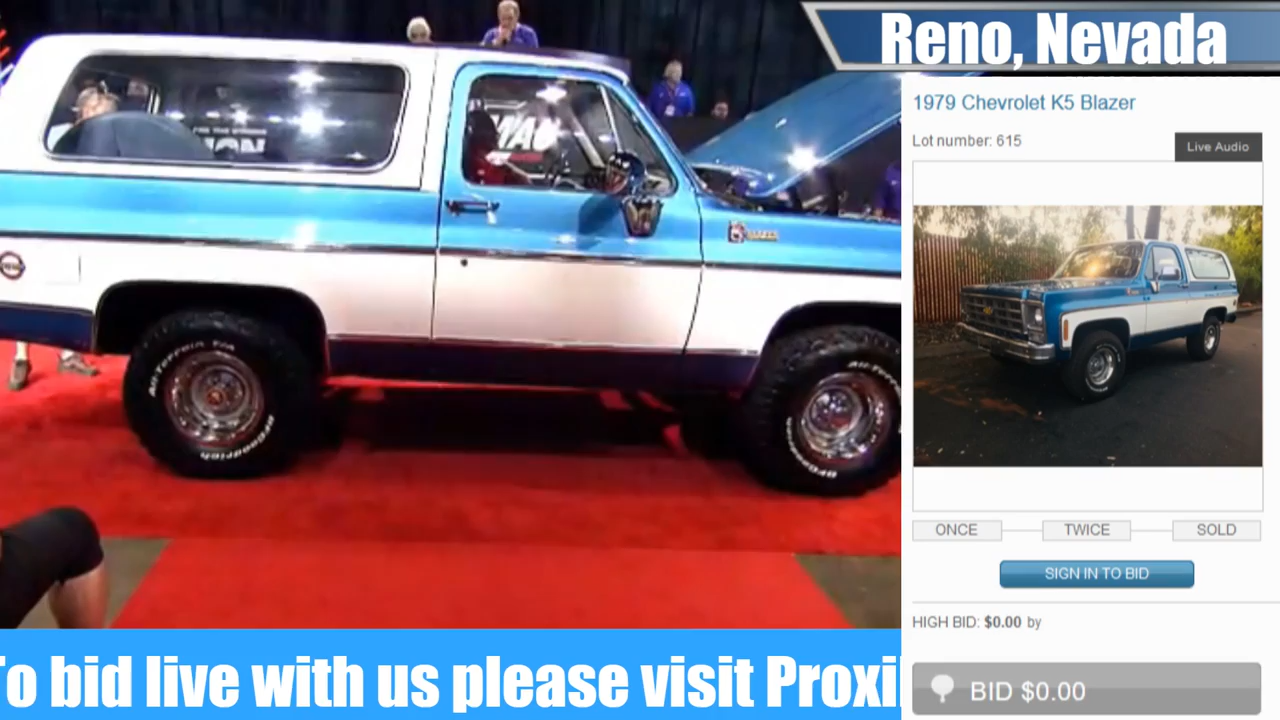 Reno, Nevada
1979 Chevrolet K5 Blazer
Lot number: 615
Live Audio
ONCE
TWICE
SOLD
SIGN IN TO BID
HIGH BID: $0.00 by
BID $0.00
BFGoodrich
To bid live with us please visit Proxi